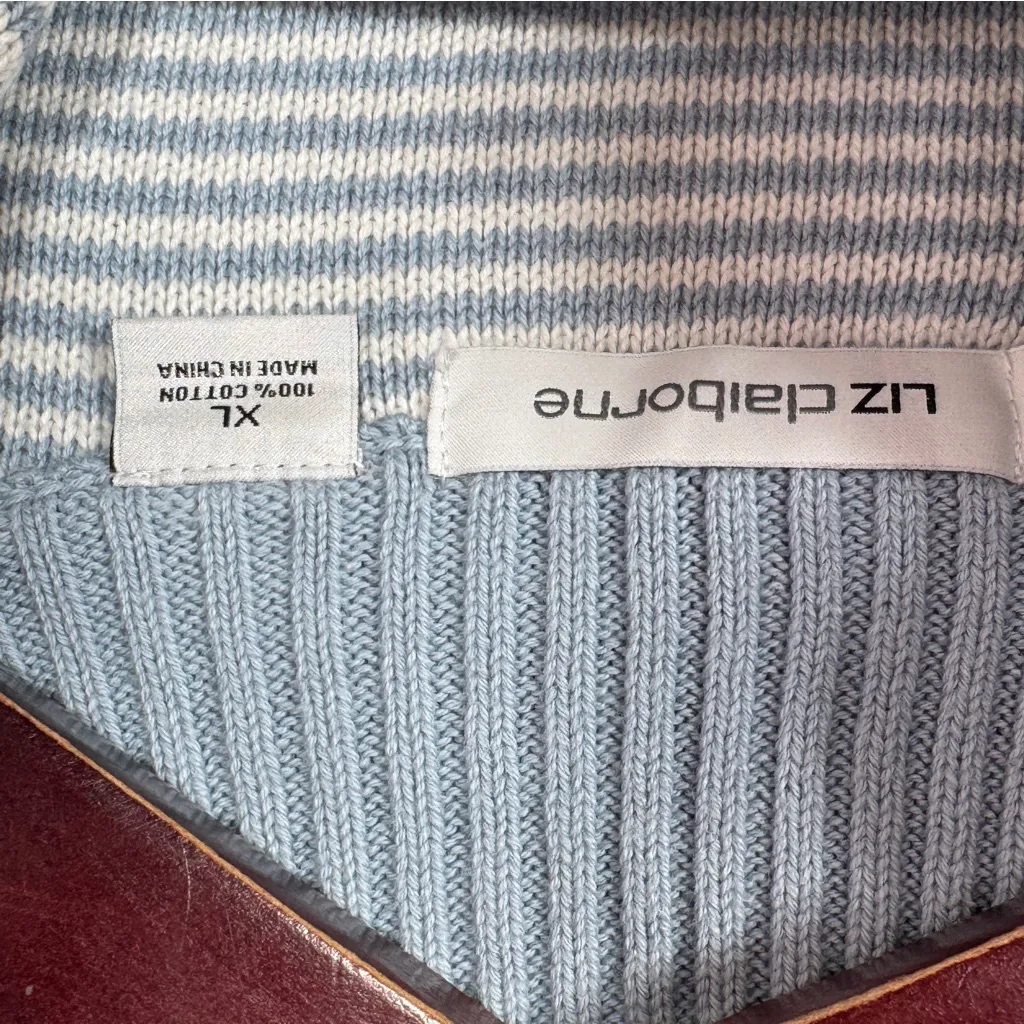 Liz claiborne
XL
100% COTTON
MADE IN CHINA